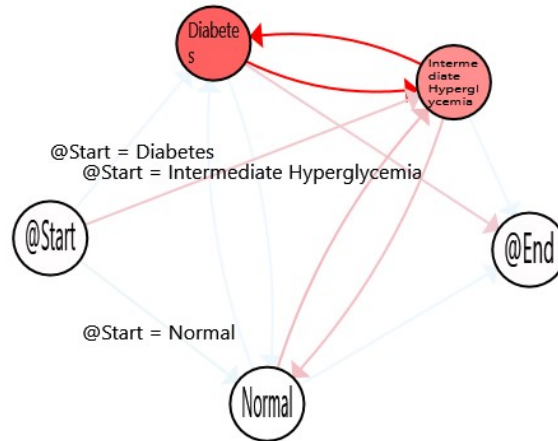 Diabete
s
Interme
diate
Hypergl
ycemia
@Start = Diabetes
@Start = Intermediate Hyperglycemia
@Start
@End
@Start = Normal
Normal